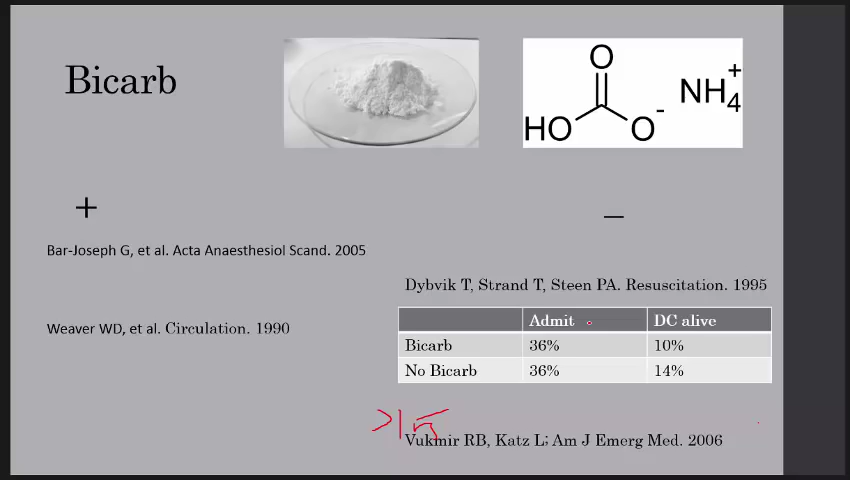 Bicarb
O
HO
O-
NH4+
+
–
Bar-Joseph G, et al. Acta Anaesthesiol Scand. 2005
Weaver WD, et al. Circulation. 1990
Dybvik T, Strand T, Steen PA. Resuscitation. 1995
Admit DC alive
Bicarb 36% 10%
No Bicarb 36% 14%
>15
Vukmir RB, Katz L; Am J Emerg Med. 2006